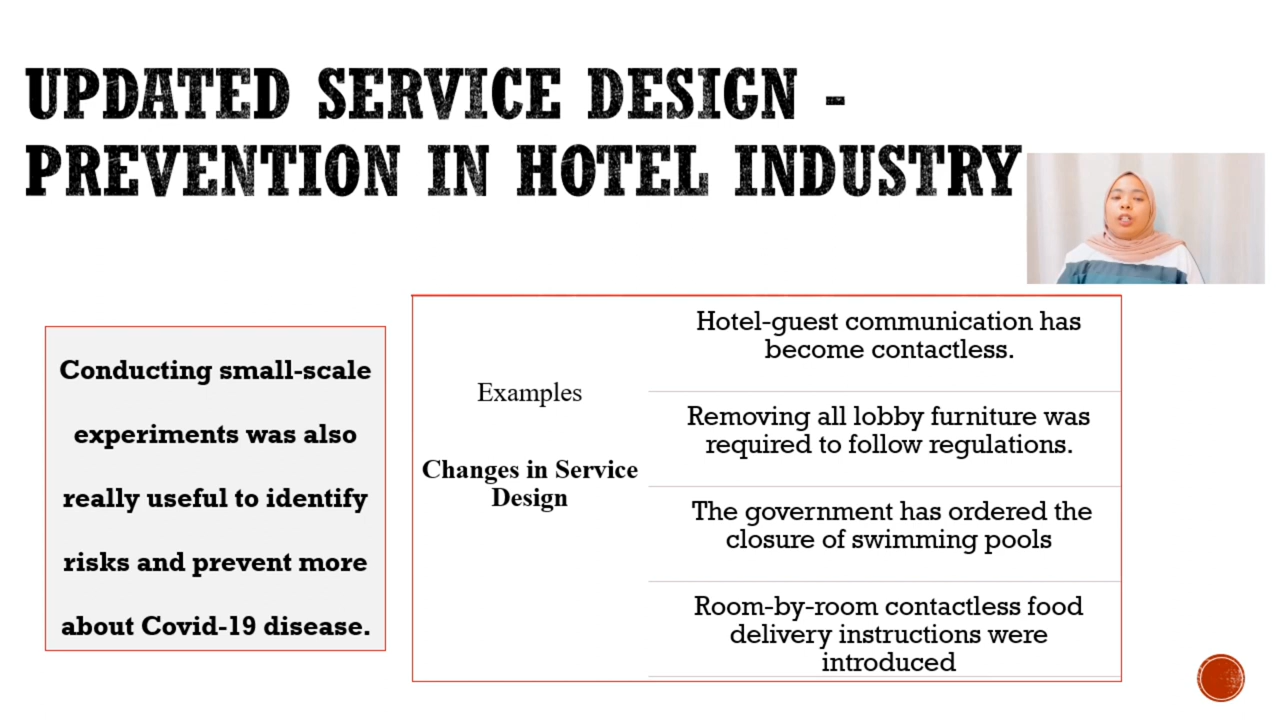 UPDATED SERVICE DESIGN -
PREVENTION IN HOTEL INDUSTRY
Conducting small-scale
experiments was also
really useful to identify
risks and prevent more
about Covid-19 disease.
Examples
Changes in Service
Design
Hotel-guest communication has
become contactless.
Removing all lobby furniture was
required to follow regulations.
The government has ordered the
closure of swimming pools
Room-by-room contactless food
delivery instructions were
introduced